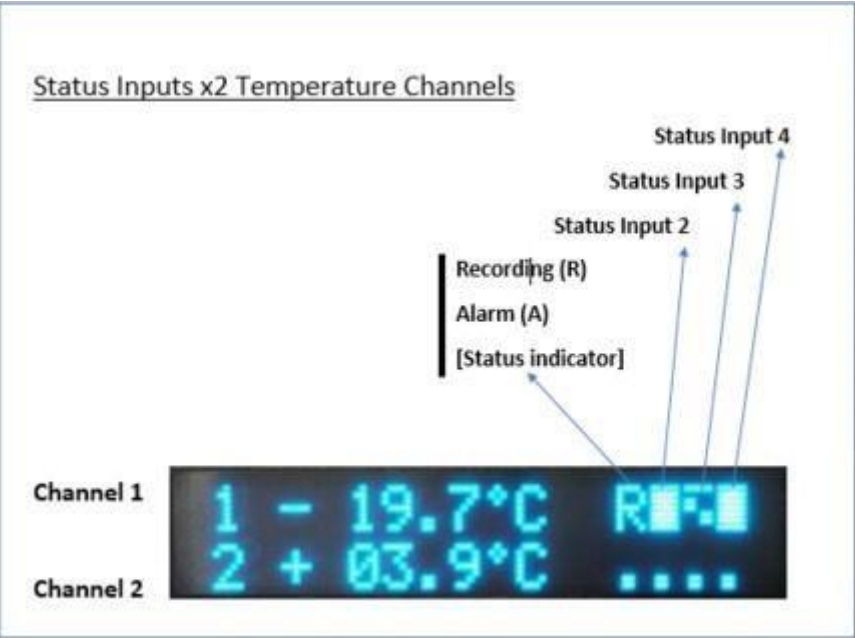 Status Inputs x2 Temperature Channels
Status Input 4
Status Input 3
Status Input 2
Recording (R)
Alarm (A)
[Status indicator]
Channel 1
1 - 19.7°C R
Channel 2
2 + 03.9°C ....